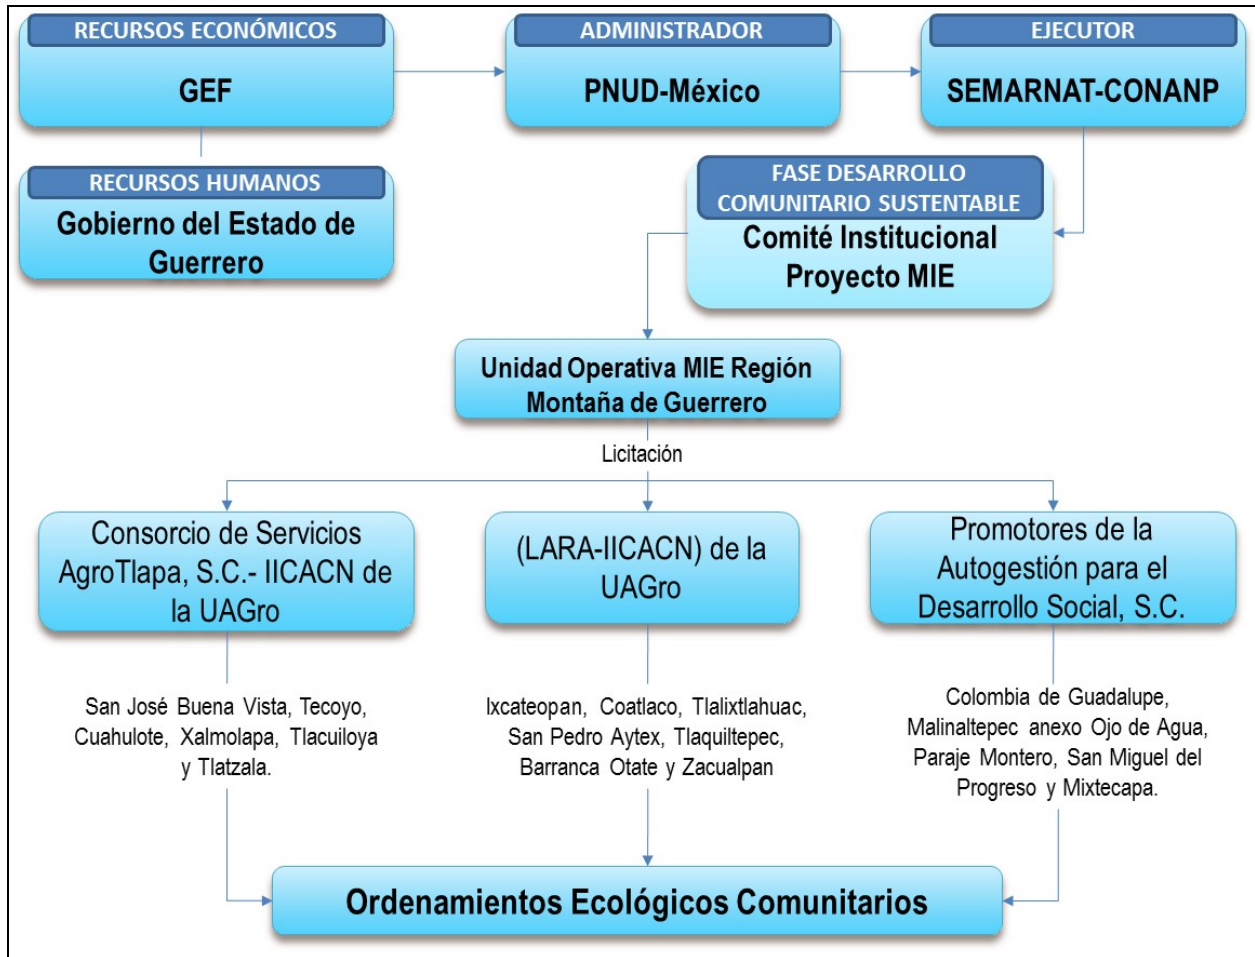 RECURSOS ECONÓMICOS
GEF
ADMINISTRADOR
PNUD-México
EJECUTOR
SEMARNAT-CONANP
RECURSOS HUMANOS
Gobierno del Estado de
Guerrero
FASE DESARROLLO
COMUNITARIO SUSTENTABLE
Comité Institucional
Proyecto MIE
Unidad Operativa MIE Región
Montaña de Guerrero
Licitación
Consorcio de Servicios
AgroTlapa, S.C.- IICACN de
la UAGro
(LARA-IICACN) de la
UAGro
Promotores de la
Autogestión para el
Desarrollo Social, S.C.
San José Buena Vista, Tecoyo,
Cuahulote, Xalmolapa, Tlacuiloya
y Tlatzala.
Ixcateopan, Coatlaco, Tlalixtlahuac,
San Pedro Aytex, Tlaquiltepec,
Barranca Otate y Zacualpan
Colombia de Guadalupe,
Malinaltepec anexo Ojo de Agua,
Paraje Montero, San Miguel del
Progreso y Mixtecapa.
Ordenamientos Ecológicos Comunitarios